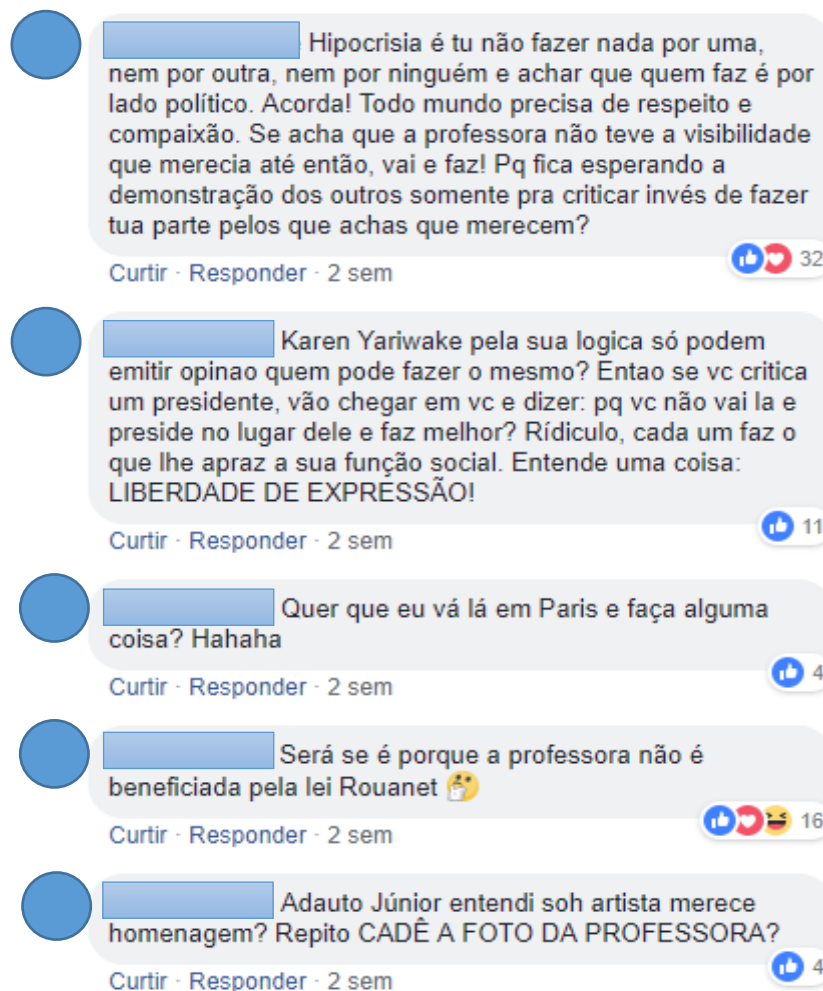 Hipocrisia é tu não fazer nada por uma,
nem por outra, nem por ninguém e achar que quem faz é por
lado político. Acorda! Todo mundo precisa de respeito e
compaixão. Se acha que a professora não teve a visibilidade
que merecia até então, vai e faz! Pq fica esperando a
demonstração dos outros somente pra criticar invés de fazer
tua parte pelos que achas que merecem?
32
Curtir · Responder · 2 sem
Karen Yariwake pela sua logica só podem
emitir opinao quem pode fazer o mesmo? Entao se vc critica
um presidente, vão chegar em vc e dizer: pq vc não vai la e
preside no lugar dele e faz melhor? Rídiculo, cada um faz o
que lhe apraz a sua função social. Entende uma coisa:
LIBERDADE DE EXPRESSÃO!
11
Curtir · Responder · 2 sem
Quer que eu vá lá em Paris e faça alguma
coisa? Hahaha
4
Curtir · Responder · 2 sem
Será se é porque a professora não é
beneficiada pela lei Rouanet 🤔
16
Curtir · Responder · 2 sem
Adauto Júnior entendi soh artista merece
homenagem? Repito CADÊ A FOTO DA PROFESSORA?
4
Curtir · Responder · 2 sem